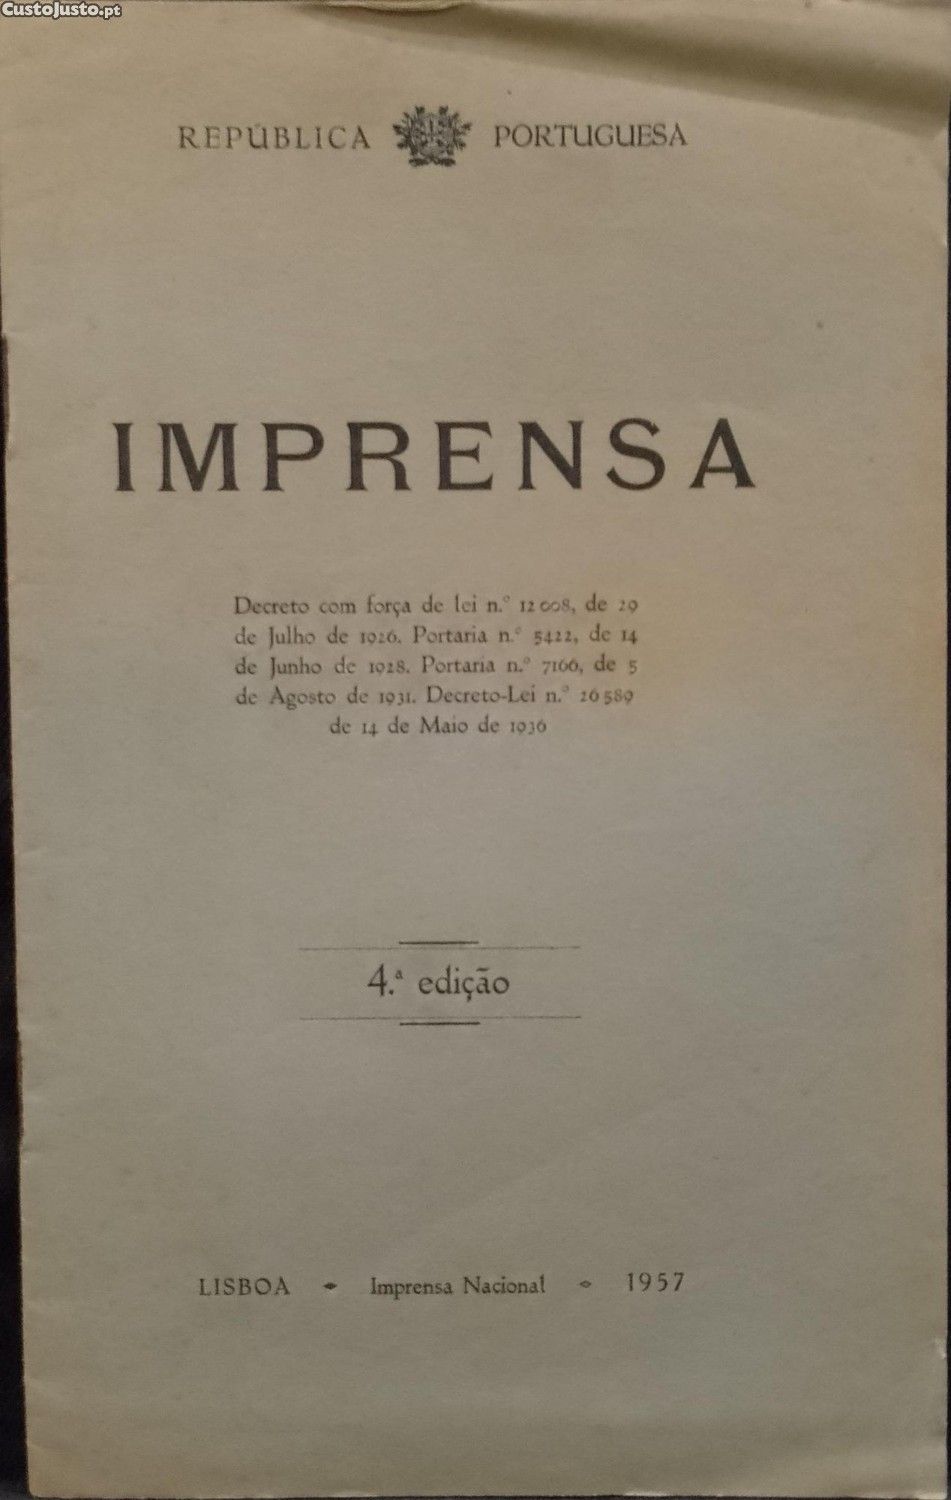 CustoJusto.pt
REPÚBLICA PORTUGUESA
IMPRENSA
Decreto com força de lei n.º 12 008, de 29
de Julho de 1926. Portaria n.º 5422, de 14
de Junho de 1928. Portaria n.º 7166, de 5
de Agosto de 1931. Decreto-Lei n.º 26 589
de 14 de Maio de 1936
4.ª edição
LISBOA Imprensa Nacional 1957